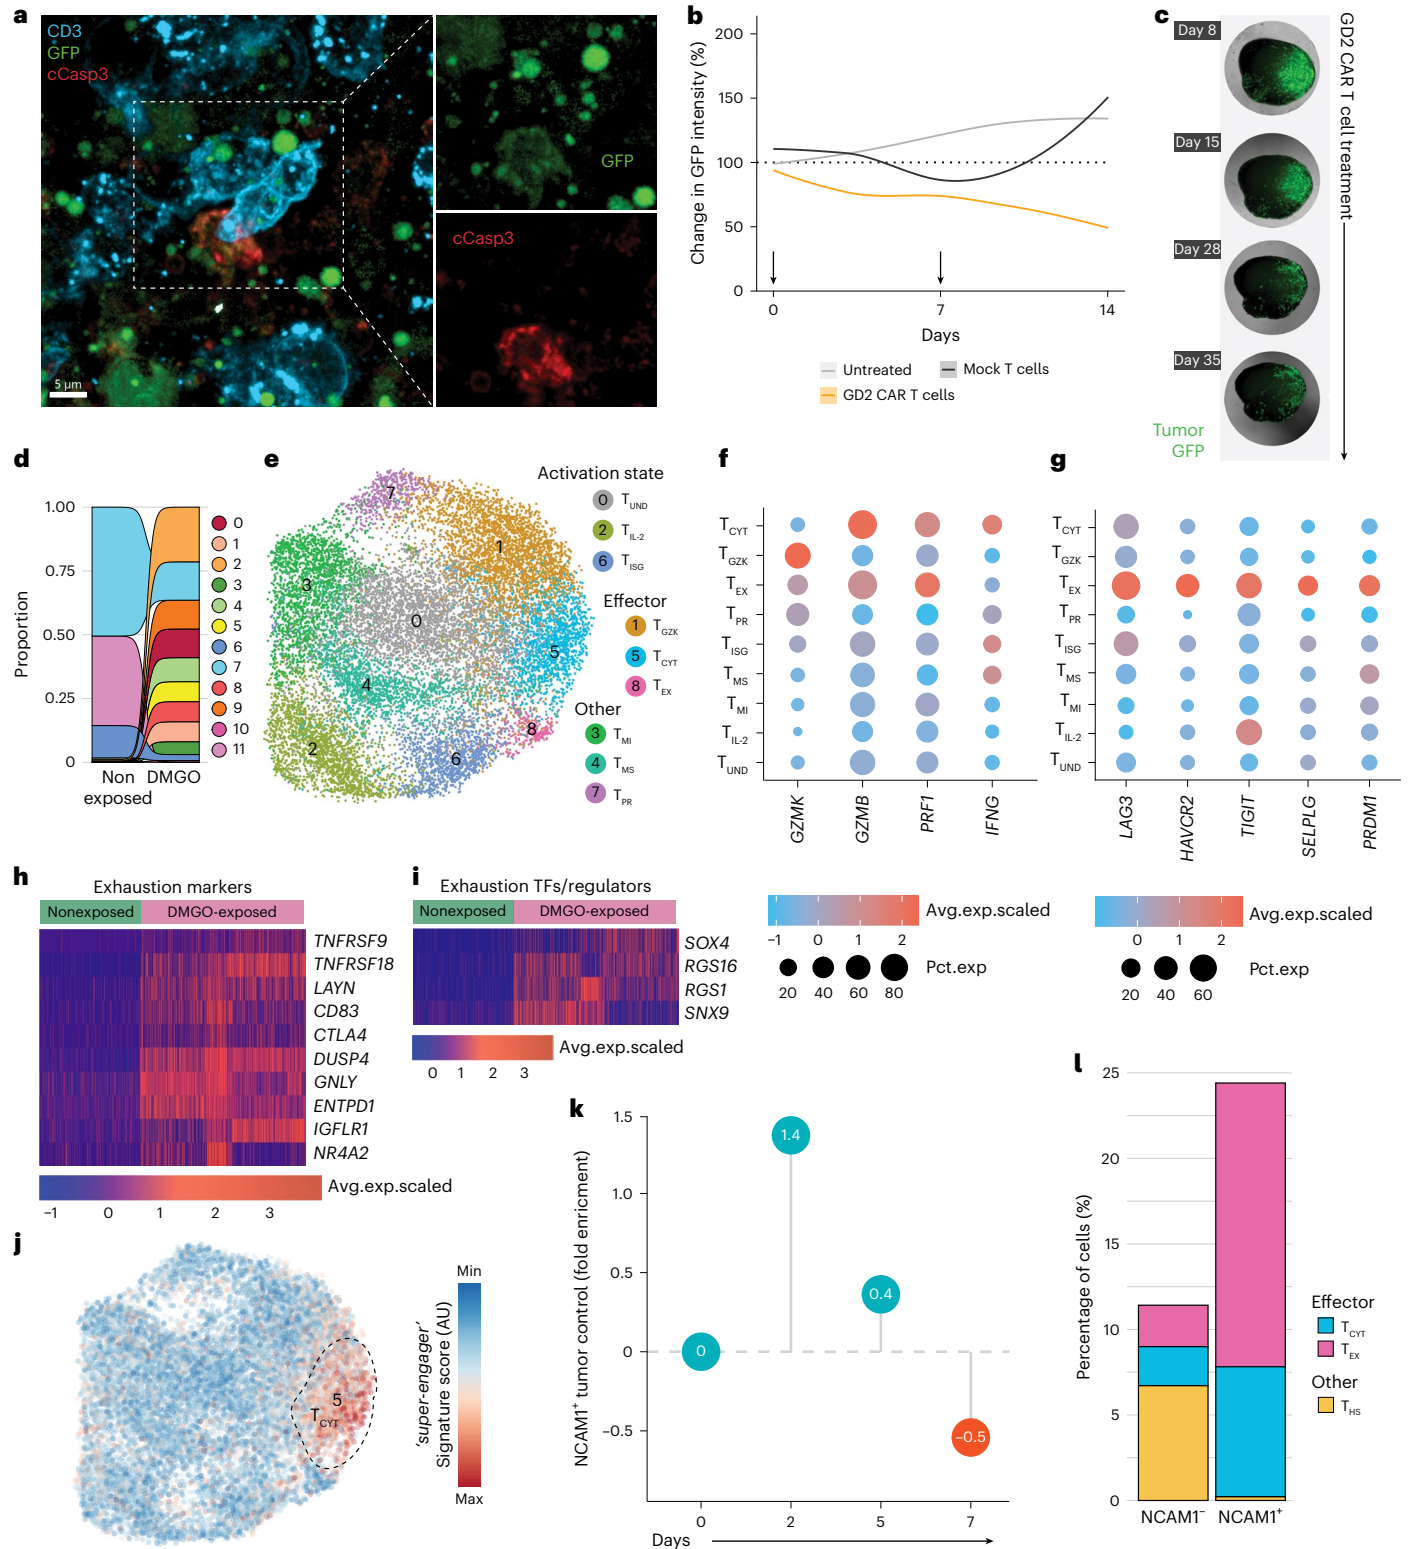 a
CD3
GFP
cCasp3
5 µm
GFP
cCasp3
b
Change in GFP intensity (%)
200
150
100
50
0
0
7
14
Days
Untreated
Mock T cells
GD2 CAR T cells
c
Day 8
Day 15
Day 28
Day 35
GD2 CAR T cell treatment
Tumor
GFP
d
Proportion
1.00
0.75
0.50
0.25
0
Non
exposed
DMGO
0
1
2
3
4
5
6
7
8
9
10
11
e
7
1
3
0
5
4
8
2
6
Activation state
0 TUND
2 TIL-2
6 TISG
Effector
1 TGZK
5 TCYT
8 TEX
Other
3 TMI
4 TMS
7 TPR
f
TCYT
TGZK
TEX
TPR
TISG
TMS
TMI
TIL-2
TUND
GZMK
GZMB
PRF1
IFNG
Avg.exp.scaled
−1 0 1 2
Pct.exp
20 40 60 80
g
TCYT
TGZK
TEX
TPR
TISG
TMS
TMI
TIL-2
TUND
LAG3
HAVCR2
TIGIT
SELPLG
PRDM1
Avg.exp.scaled
0 1 2
Pct.exp
20 40 60
h
Exhaustion markers
Nonexposed
DMGO-exposed
TNFRSF9
TNFRSF18
LAYN
CD83
CTLA4
DUSP4
GNLY
ENTPD1
IGFLR1
NR4A2
Avg.exp.scaled
−1 0 1 2 3
i
Exhaustion TFs/regulators
Nonexposed
DMGO-exposed
SOX4
RGS16
RGS1
SNX9
Avg.exp.scaled
0 1 2 3
j
5
TCYT
'super-engager'
Signature score (AU)
Min
Max
k
NCAM1+ tumor control (fold enricment)
1.5
1.0
0.5
0
−0.5
0
1.4
0.4
−0.5
0 2 5 7
Days
l
Percentage of cells (%)
25
20
15
10
5
0
NCAM1−
NCAM1+
Effector
TCYT
TEX
Other
THS